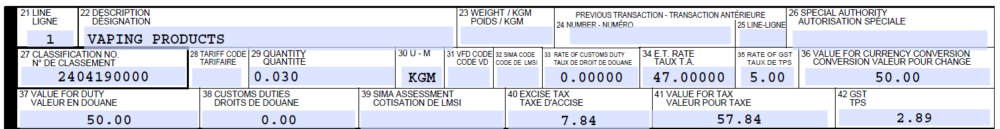 21 LINE
LIGNE
1
22 DESCRIPTION
DÉSIGNATION
VAPING PRODUCTS
23 WEIGHT / KGM
POIDS / KGM
PREVIOUS TRANSACTION - TRANSACTION ANTÉRIEURE
24 NUMBER - NUMÉRO
25 LINE-LIGNE
26 SPECIAL AUTHORITY
AUTORISATION SPÉCIALE
27 CLASSIFICATION NO.
N° DE CLASSEMENT
2404190000
28 TARIFF CODE
TARIFAIRE
29 QUANTITY
QUANTITÉ
0.030
30 U - M
KGM
31 VFD CODE
CODE VD
32 SIMA CODE
CODE DE LMSI
33 RATE OF CUSTOMS DUTY
TAUX DE DROIT DE DOUANE
0.00000
34 E.T. RATE
TAUX T.A.
47.00000
35 RATE OF GST
TAUX DE TPS
5.00
36 VALUE FOR CURRENCY CONVERSION
CONVERSION VALEUR POUR CHANGE
50.00
37 VALUE FOR DUTY
VALEUR EN DOUANE
50.00
38 CUSTOMS DUTIES
DROITS DE DOUANE
0.00
39 SIMA ASSESSMENT
COTISATION DE LMSI
40 EXCISE TAX
TAXE D'ACCISE
7.84
41 VALUE FOR TAX
VALEUR POUR TAXE
57.84
42 GST
TPS
2.89